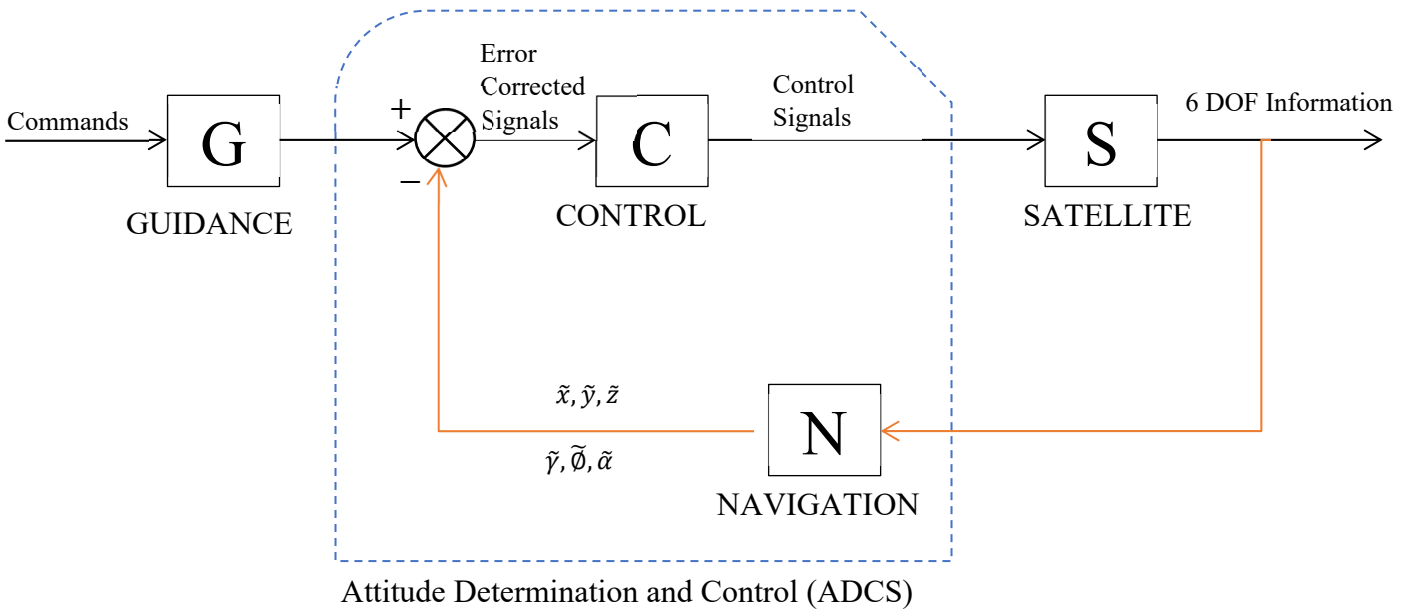 Commands
G
GUIDANCE
+
−
Error
Corrected
Signals
C
CONTROL
Control
Signals
S
SATELLITE
6 DOF Information
x̃, ỹ, z̃
γ̃, ∅̃, α̃
N
NAVIGATION
Attitude Determination and Control (ADCS)